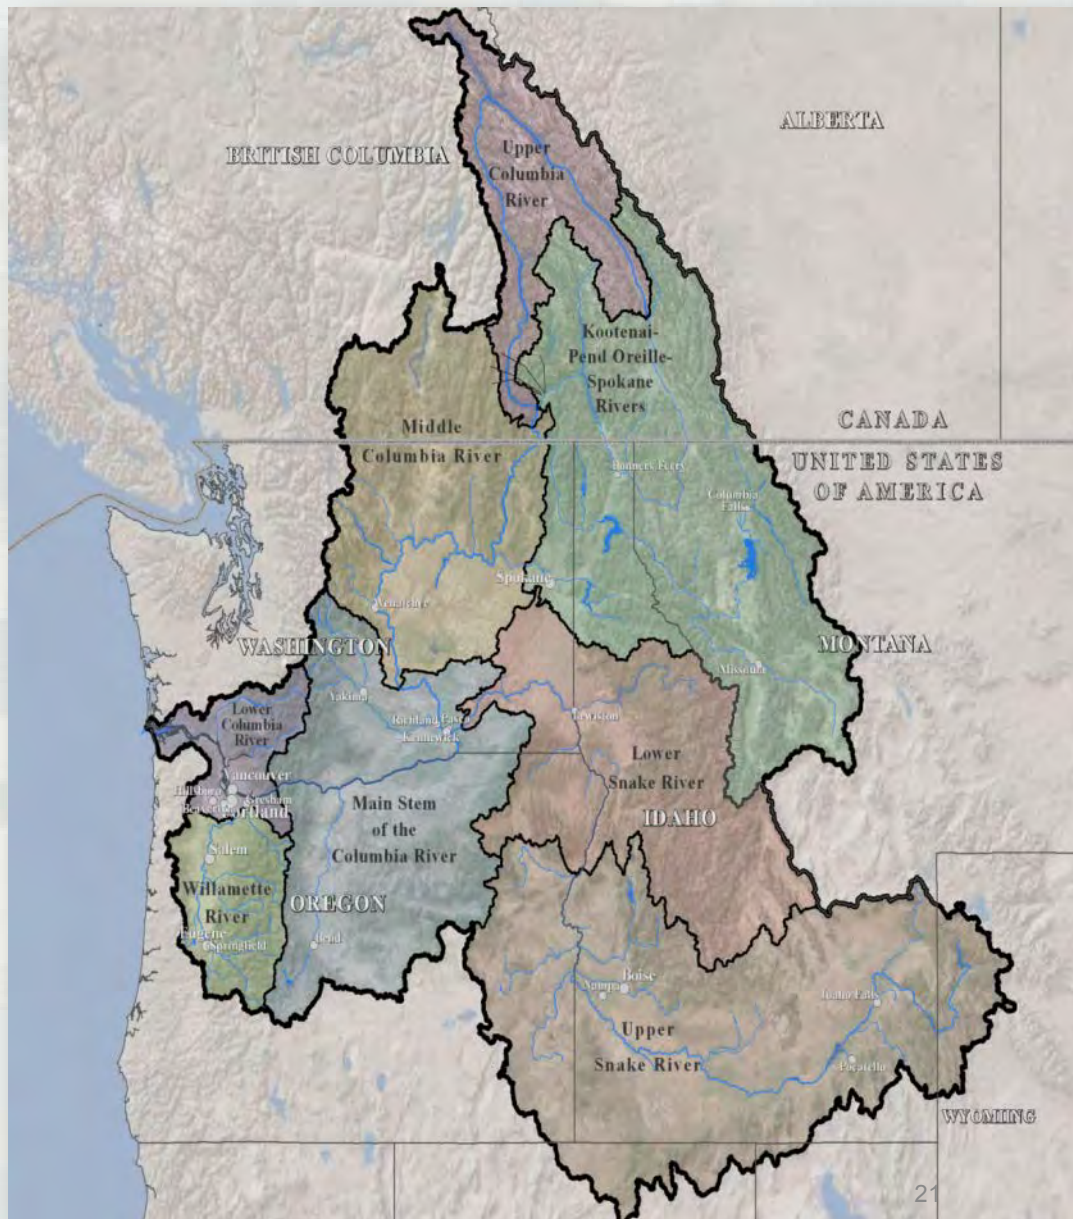 ALBERTA
BRITISH COLUMBIA
Upper
Columbia
River
Kootenai-
Pend Oreille-
Spokane
Rivers
CANADA
Middle
Columbia River
UNITED STATES
OF AMERICA
Bonners Ferry
Columbia
Falls
Spokane
Wenatchee
WASHINGTON
MONTANA
Missoula
Yakima
Lower
Columbia
River
Richland
Pasco
Kennewick
Lewiston
Lower
Snake River
Vancouver
Hillsboro
Gresham
Portland
Main Stem
of the
Columbia River
IDAHO
Salem
Willamette
River
OREGON
Eugene
Springfield
Bend
Boise
Nampa
Idaho Falls
Upper
Snake River
Pocatello
WYOMING
21